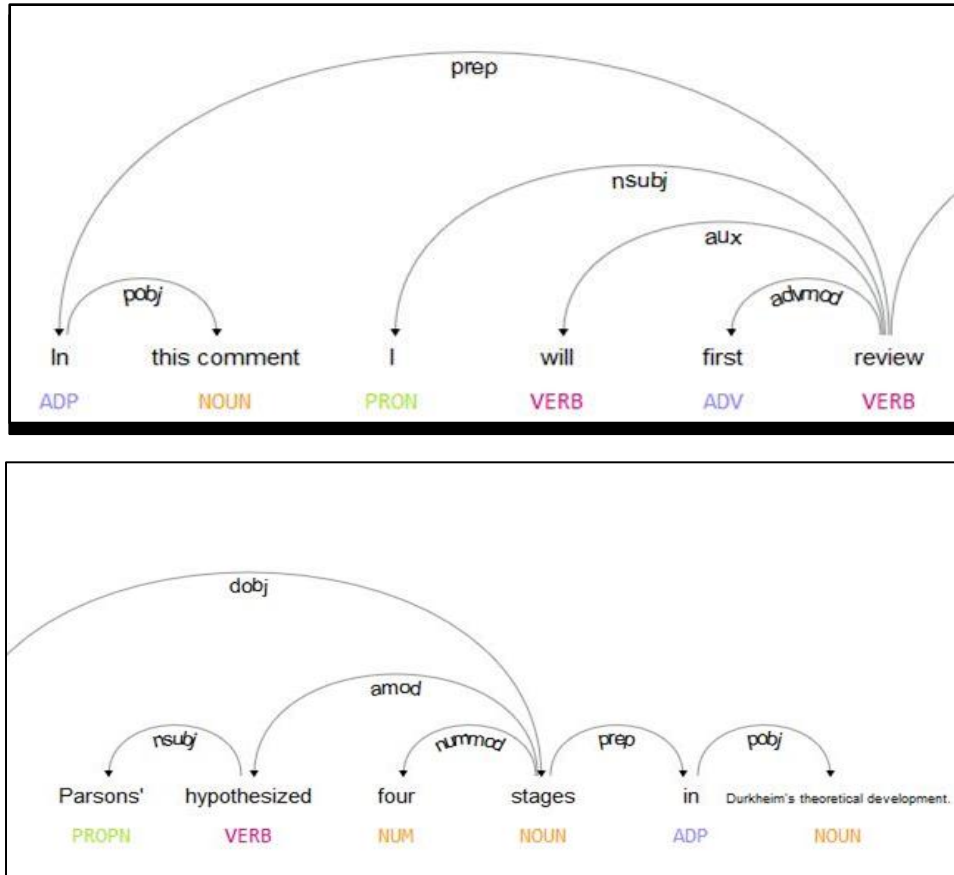 prep
nsubj
aux
pobj
advmod
In this comment I will first review
ADP NOUN PRON VERB ADV VERB
dobj
amod
nsubj nummod prep pobj
Parsons' hypothesized four stages in Durkheim's theoretical development.
PROPN VERB NUM NOUN ADP NOUN